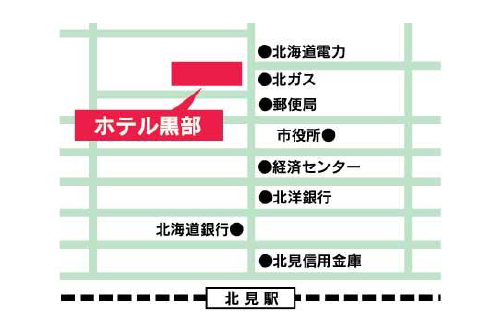 ●北海道電力
●北ガス
●郵便局
ホテル黒部
市役所●
●経済センター
●北洋銀行
北海道銀行●
●北見信用金庫
北見駅